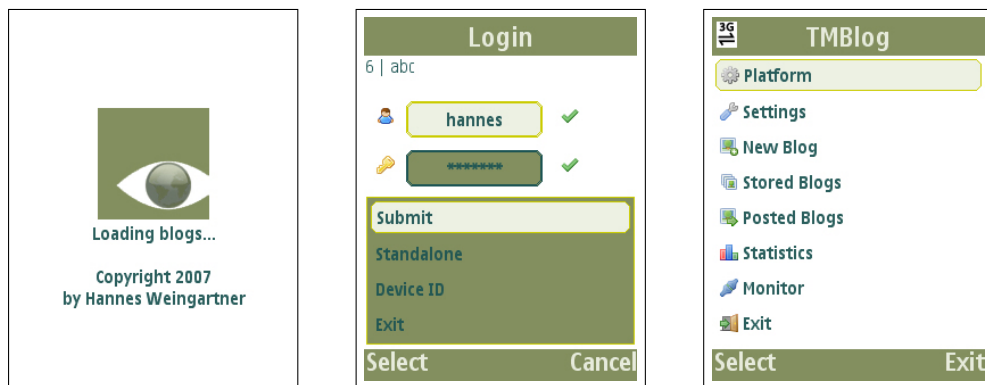 Loading blogs...
Copyright 2007
by Hannes Weingartner
Login
6 | abc
hannes
*******
Submit
Standalone
Device ID
Exit
Select Cancel
3G
TMBlog
Platform
Settings
New Blog
Stored Blogs
Posted Blogs
Statistics
Monitor
Exit
Select Exit